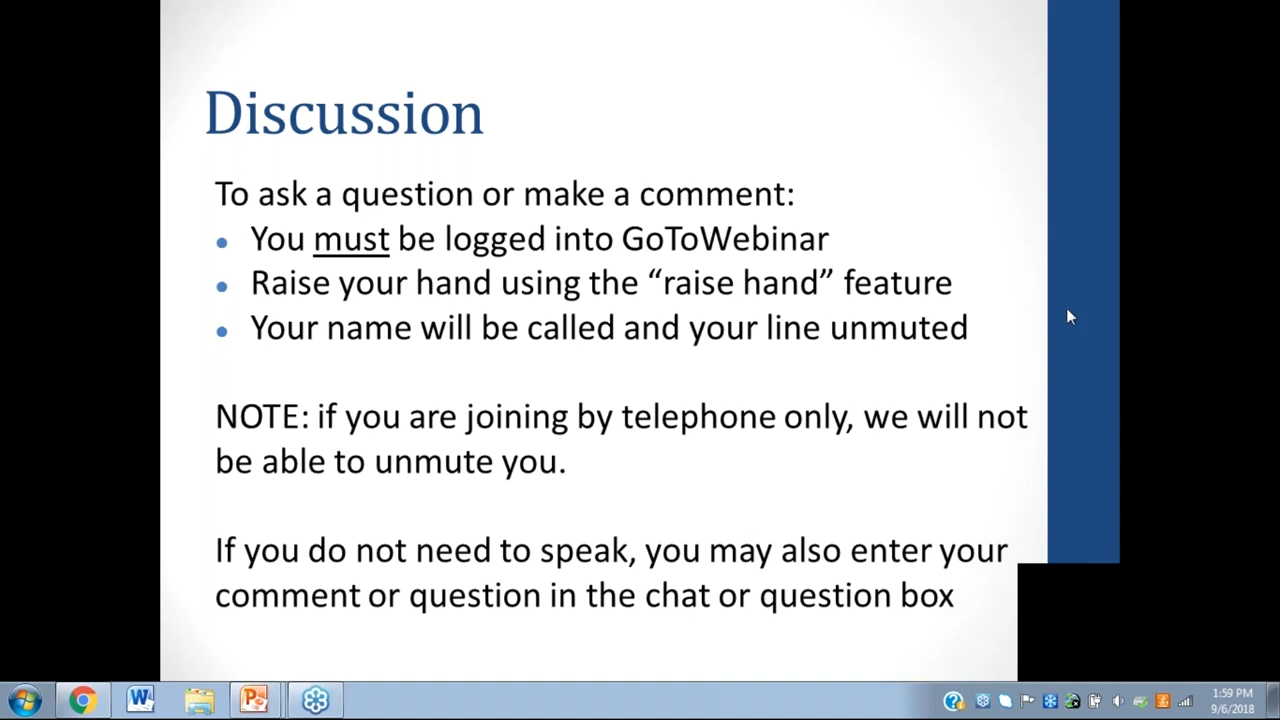 Discussion
To ask a question or make a comment:
• You must be logged into GoToWebinar
• Raise your hand using the “raise hand” feature
• Your name will be called and your line unmuted
NOTE: if you are joining by telephone only, we will not
be able to unmute you.
If you do not need to speak, you may also enter your
comment or question in the chat or question box
1:59 PM
9/6/2018